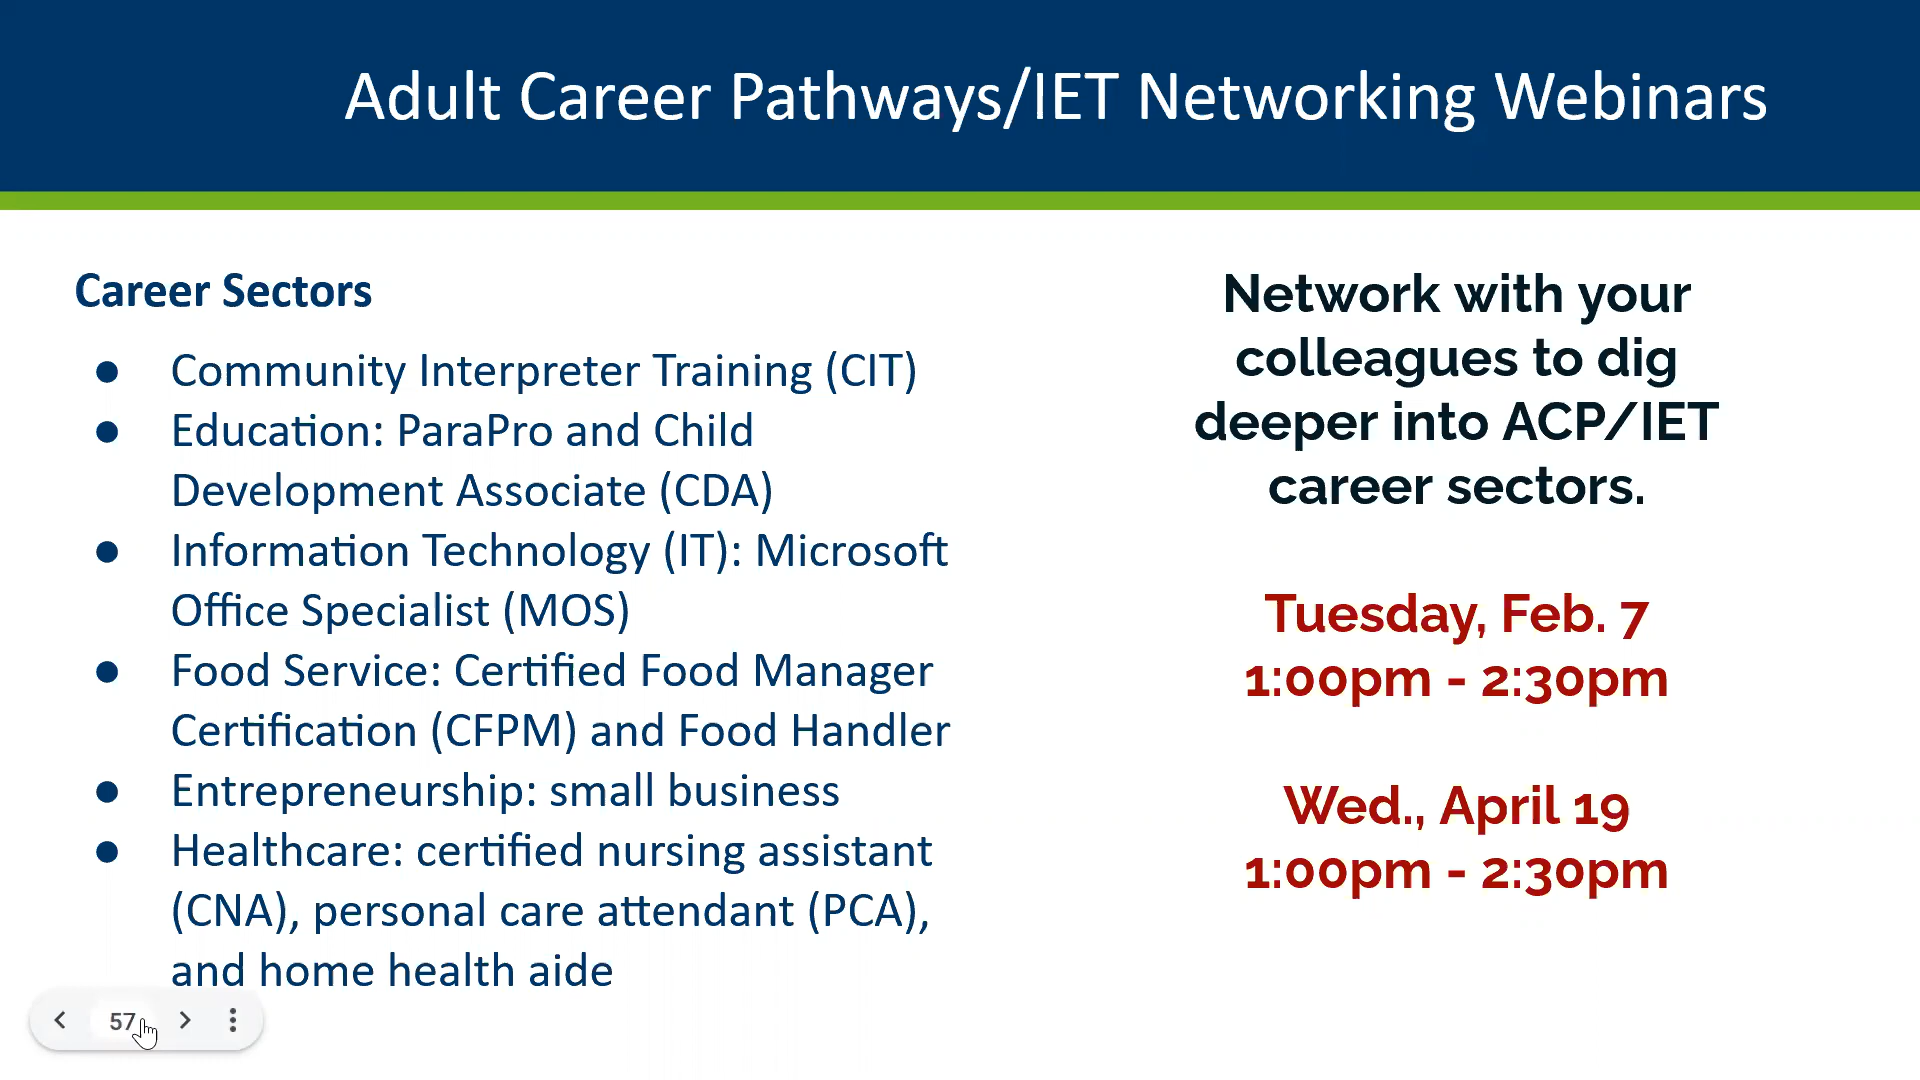 Adult Career Pathways/IET Networking Webinars
Career Sectors
● Community Interpreter Training (CIT)
● Education: ParaPro and Child
Development Associate (CDA)
● Information Technology (IT): Microsoft
Office Specialist (MOS)
● Food Service: Certified Food Manager
Certification (CFPM) and Food Handler
● Entrepreneurship: small business
● Healthcare: certified nursing assistant
(CNA), personal care attendant (PCA),
and home health aide
Network with your
colleagues to dig
deeper into ACP/IET
career sectors.
Tuesday, Feb. 7
1:00pm - 2:30pm
Wed., April 19
1:00pm - 2:30pm
57